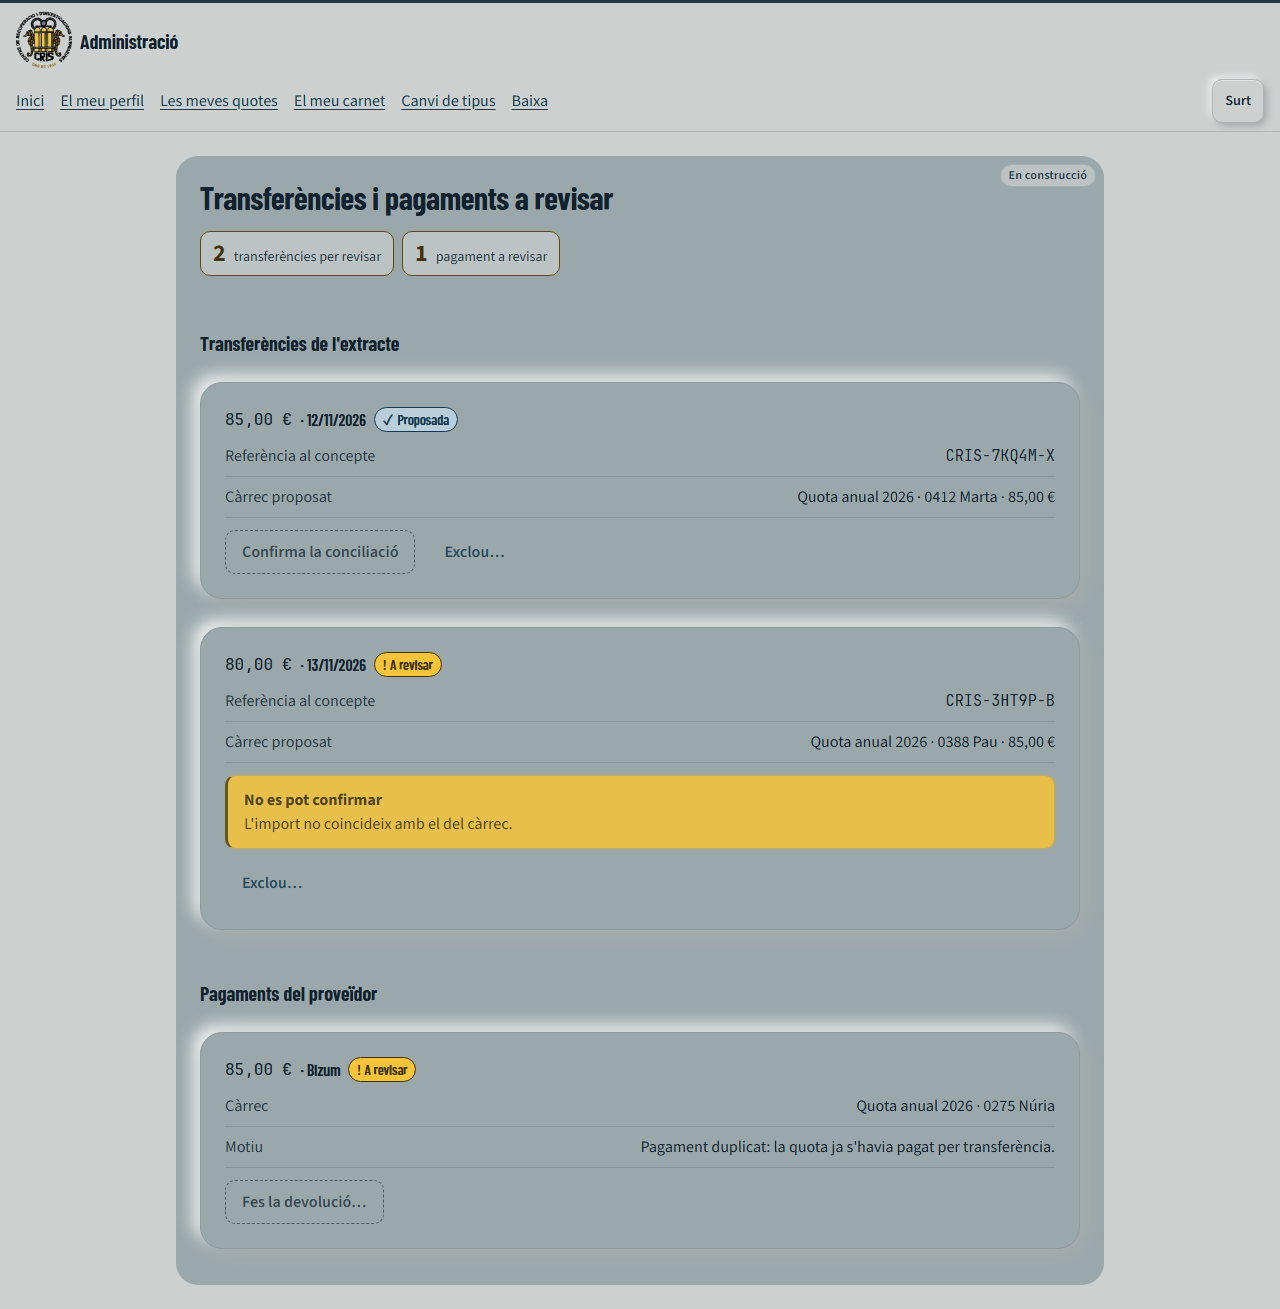 CRIS
Administració
Inici El meu perfil Les meves quotes El meu carnet Canvi de tipus Baixa Surt
En construcció
Transferències i pagaments a revisar
2 transferències per revisar 1 pagament a revisar
Transferències de l'extracte
85,00 € · 12/11/2026 ✓ Proposada
Referència al concepte CRIS-7KQ4M-X
Càrrec proposat Quota anual 2026 · 0412 Marta · 85,00 €
Confirma la conciliació Exclou…
80,00 € · 13/11/2026 ! A revisar
Referència al concepte CRIS-3HT9P-B
Càrrec proposat Quota anual 2026 · 0388 Pau · 85,00 €
No es pot confirmar
L'import no coincideix amb el del càrrec.
Exclou…
Pagaments del proveïdor
85,00 € · Bizum ! A revisar
Càrrec Quota anual 2026 · 0275 Núria
Motiu Pagament duplicat: la quota ja s'havia pagat per transferència.
Fes la devolució…